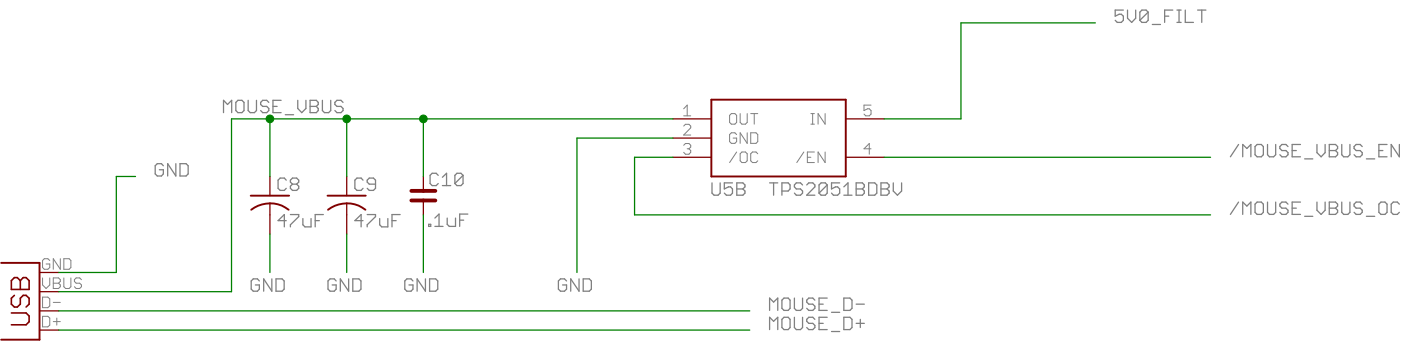 5V0_FILT
MOUSE_VBUS
1 OUT IN 5
2 GND
3 /OC /EN 4
/MOUSE_VBUS_EN
GND
C8
C9
C10
U5B TPS2051BDBV
/MOUSE_VBUS_OC
47uF
47uF
.1uF
GND
GND
GND
GND
USB
GND
VBUS
D-
D+
MOUSE_D-
MOUSE_D+